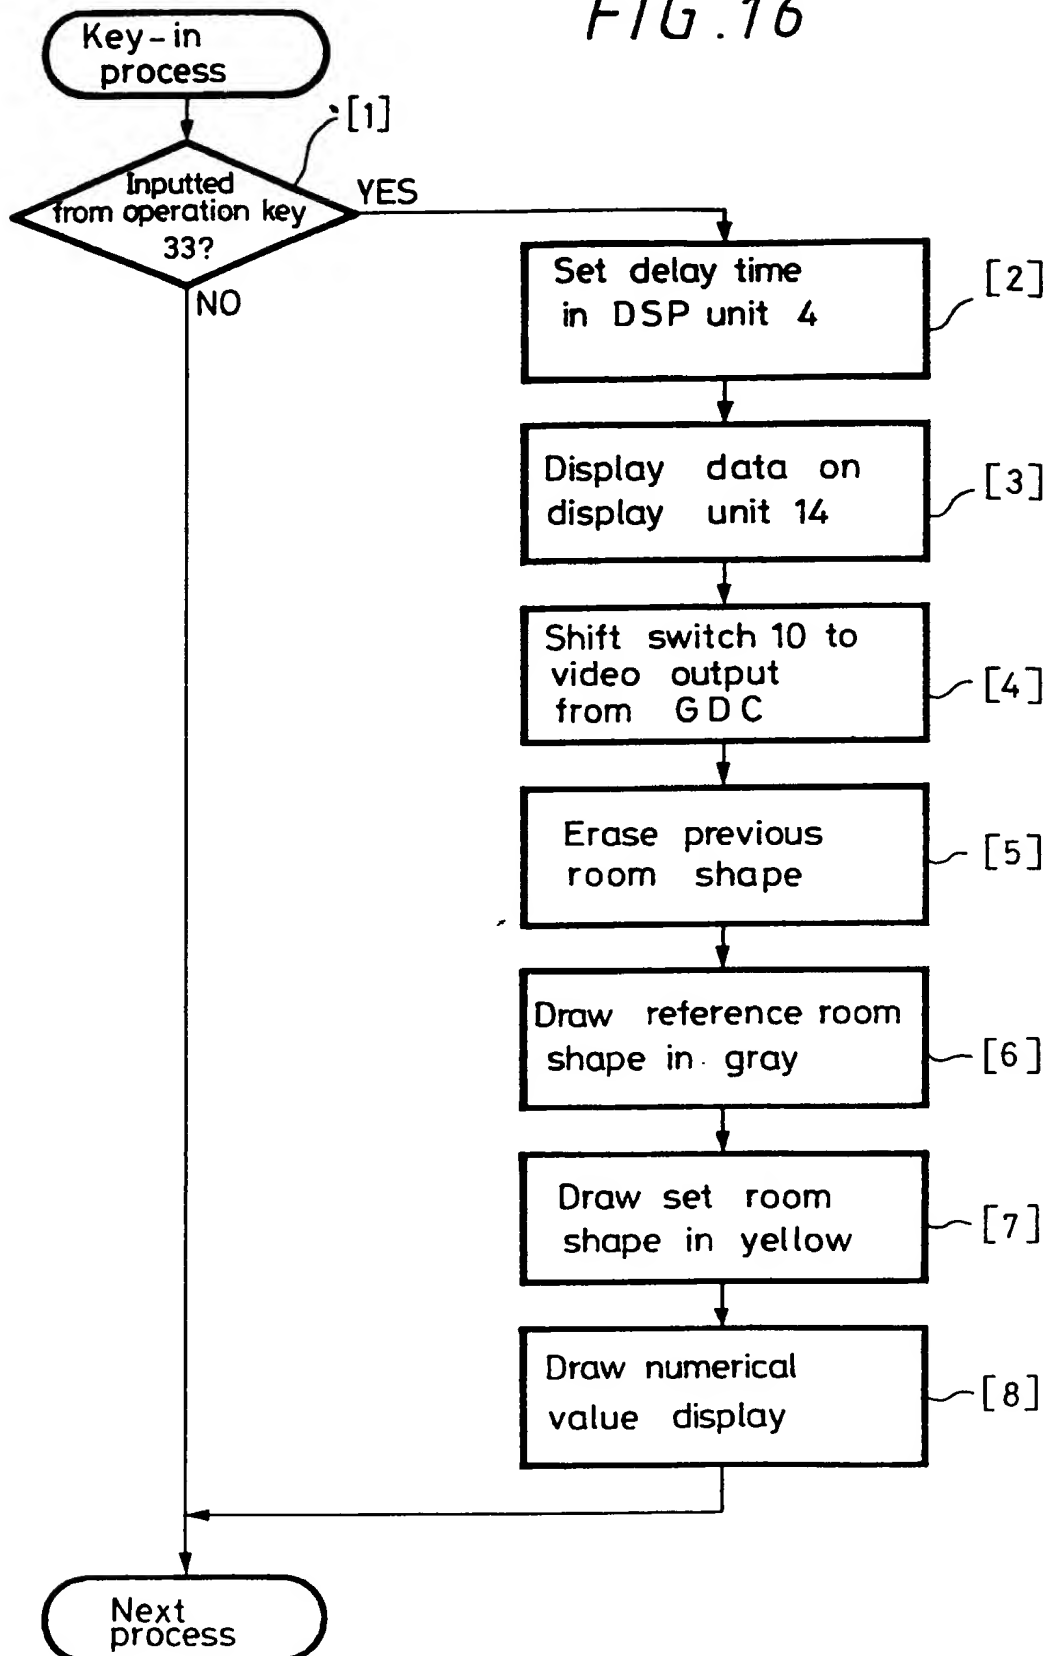 FIG.16
Key-in
process
[1]
Inputted
from operation key
33?
YES
NO
Set delay time
in DSP unit 4
[2]
Display data on
display unit 14
[3]
Shift switch 10 to
video output
from GDC
[4]
Erase previous
room shape
[5]
Draw reference room
shape in gray
[6]
Draw set room
shape in yellow
[7]
Draw numerical
value display
[8]
Next
process